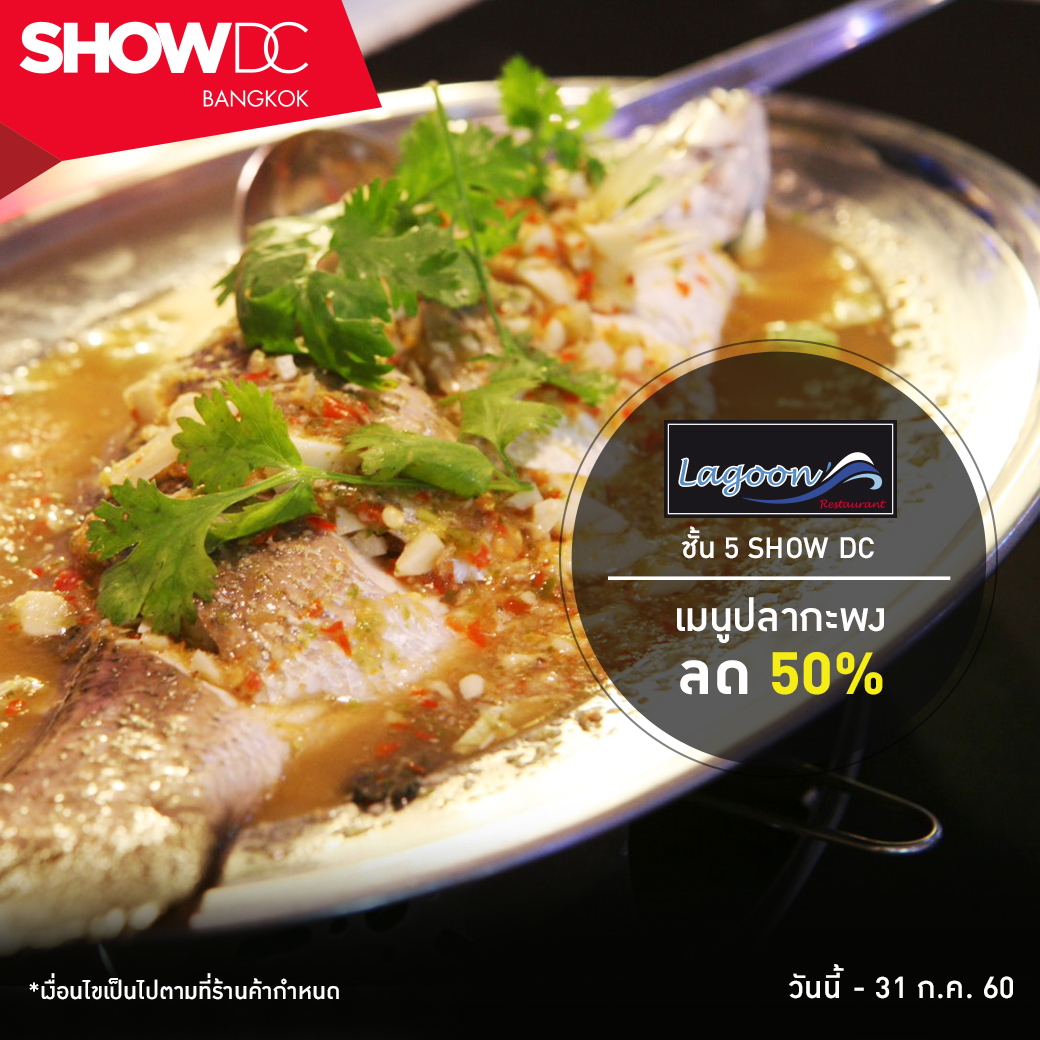 SHOWDC
BANGKOK
Lagoon's
Restaurant
ชั้น 5 SHOW DC
เมนูปลากะพง
ลด 50%
*เงื่อนไขเป็นไปตามที่ร้านค้ากำหนด
วันนี้ - 31 ก.ค. 60